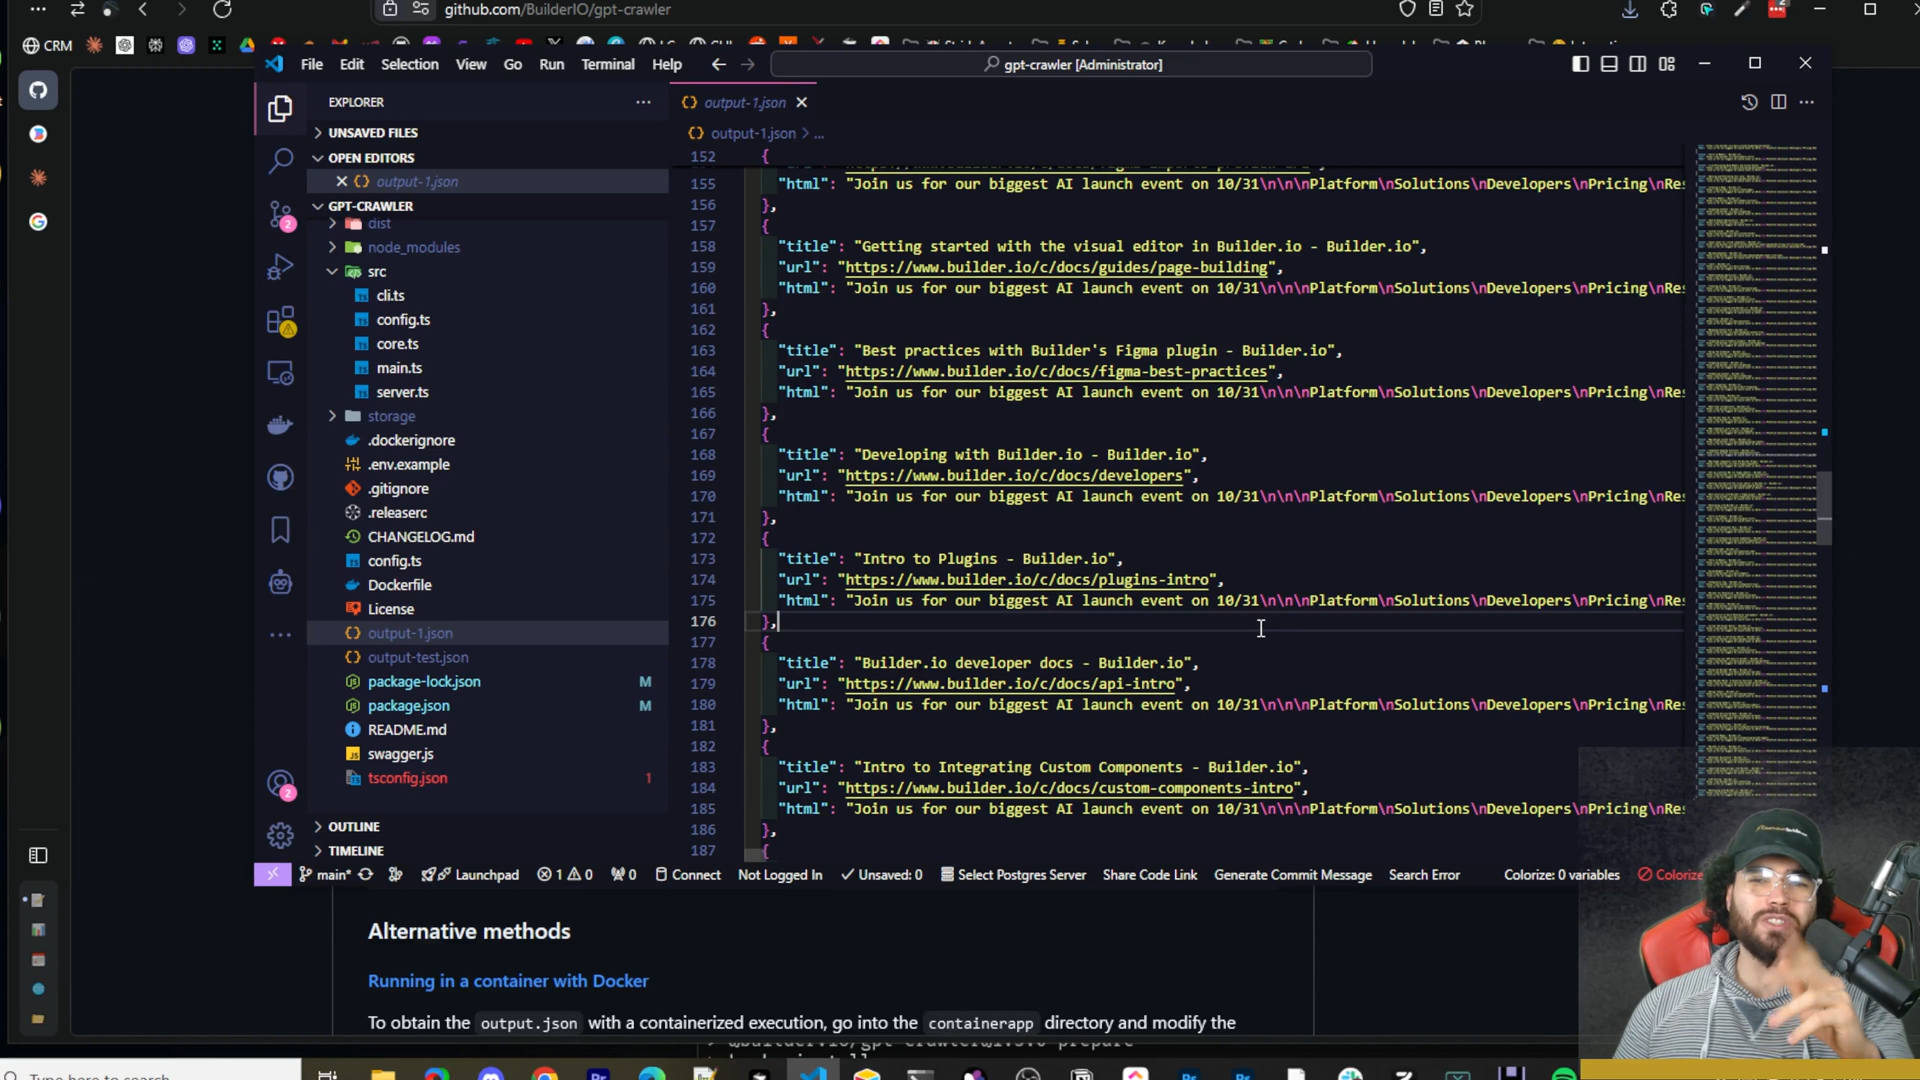 github.com/BuilderIO/gpt-crawler
CRM
File Edit Selection View Go Run Terminal Help
gpt-crawler [Administrator]
EXPLORER
UNSAVED FILES
OPEN EDITORS
output-1.json
GPT-CRAWLER
dist
node_modules
src
cli.ts
config.ts
core.ts
main.ts
server.ts
storage
.dockerignore
.env.example
.gitignore
.releaserc
CHANGELOG.md
config.ts
Dockerfile
License
output-1.json
output-test.json
package-lock.json M
package.json M
README.md
swagger.js
tsconfig.json 1
OUTLINE
TIMELINE
output-1.json
output-1.json > ...
152 {
155 "html": "Join us for our biggest AI launch event on 10/31\n\n\nPlatform\nSolutions\nDevelopers\nPricing\nRes
156 },
157 {
158 "title": "Getting started with the visual editor in Builder.io - Builder.io",
159 "url": "https://www.builder.io/c/docs/guides/page-building",
160 "html": "Join us for our biggest AI launch event on 10/31\n\n\nPlatform\nSolutions\nDevelopers\nPricing\nRes
161 },
162 {
163 "title": "Best practices with Builder's Figma plugin - Builder.io",
164 "url": "https://www.builder.io/c/docs/figma-best-practices",
165 "html": "Join us for our biggest AI launch event on 10/31\n\n\nPlatform\nSolutions\nDevelopers\nPricing\nRes
166 },
167 {
168 "title": "Developing with Builder.io - Builder.io",
169 "url": "https://www.builder.io/c/docs/developers",
170 "html": "Join us for our biggest AI launch event on 10/31\n\n\nPlatform\nSolutions\nDevelopers\nPricing\nRes
171 },
172 {
173 "title": "Intro to Plugins - Builder.io",
174 "url": "https://www.builder.io/c/docs/plugins-intro",
175 "html": "Join us for our biggest AI launch event on 10/31\n\n\nPlatform\nSolutions\nDevelopers\nPricing\nRes
176 },
177 {
178 "title": "Builder.io developer docs - Builder.io",
179 "url": "https://www.builder.io/c/docs/api-intro",
180 "html": "Join us for our biggest AI launch event on 10/31\n\n\nPlatform\nSolutions\nDevelopers\nPricing\nRes
181 },
182 {
183 "title": "Intro to Integrating Custom Components - Builder.io",
184 "url": "https://www.builder.io/c/docs/custom-components-intro",
185 "html": "Join us for our biggest AI launch event on 10/31\n\n\nPlatform\nSolutions\nDevelopers\nPricing\nRes
186 },
187 {
main* Launchpad 1 0 0 Connect Not Logged In Unsaved: 0 Select Postgres Server Share Code Link Generate Commit Message Search Error Colorize: 0 variables Colorize
Alternative methods
Running in a container with Docker
To obtain the output.json with a containerized execution, go into the containerapp directory and modify the
Type here to search